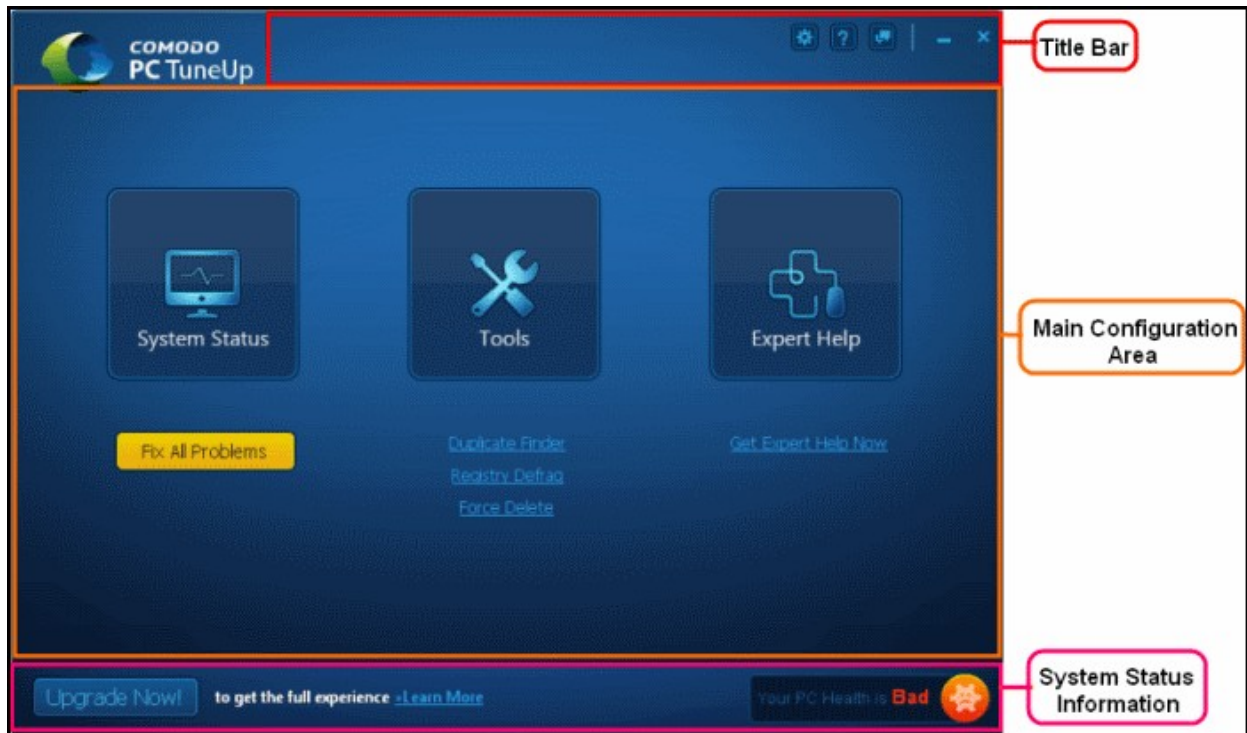 COMODO
PC TuneUp
?
Title Bar
System Status
Tools
Expert Help
Main Configuration
Area
Fix All Problems
Duplicate Finder
Get Expert Help Now
Registry Defrag
Force Delete
Upgrade Now!
to get the full experience »Learn More
Your PC Health is Bad
System Status
Information